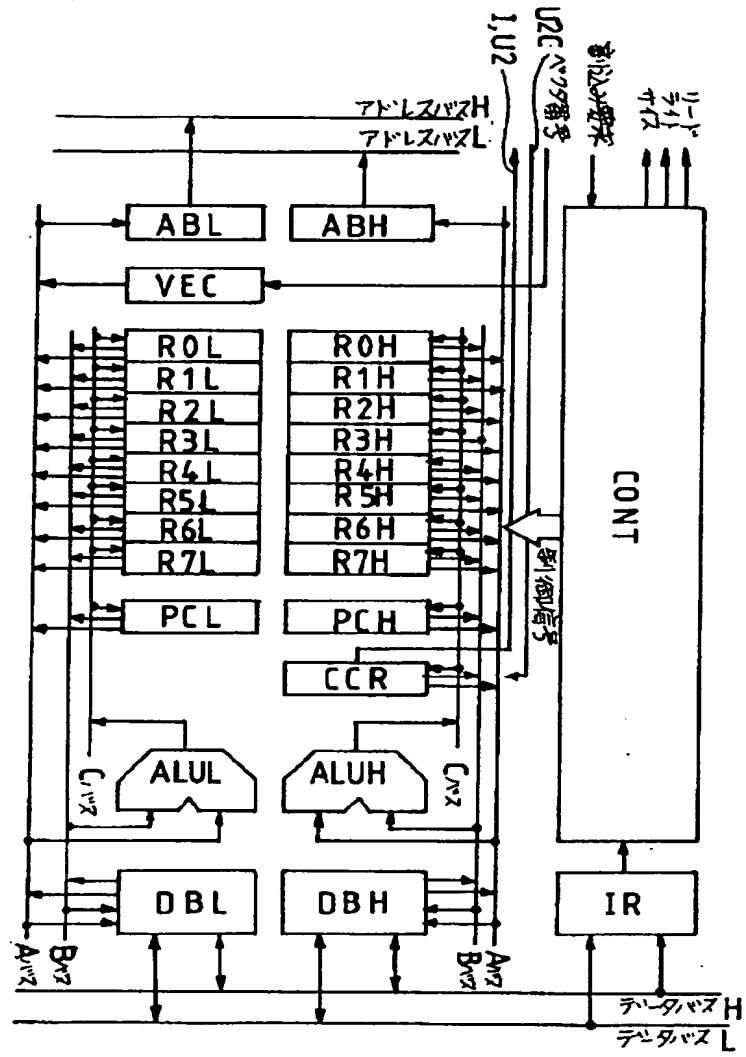 I,U2
U2C
ベクタ番号
割込み要求
リード
ライト
サイズ
アドレスバスH
アドレスバスL
ABL
ABH
VEC
R0L
R0H
R1L
R1H
R2L
R2H
R3L
R3H
R4L
R4H
R5L
R5H
R6L
R6H
R7L
R7H
CONT
制御信号
PCL
PCH
CCR
Cバス
ALUL
ALUH
Cバス
DBL
DBH
IR
Aバス
Bバス
Bバス
Aバス
データバスH
データバスL